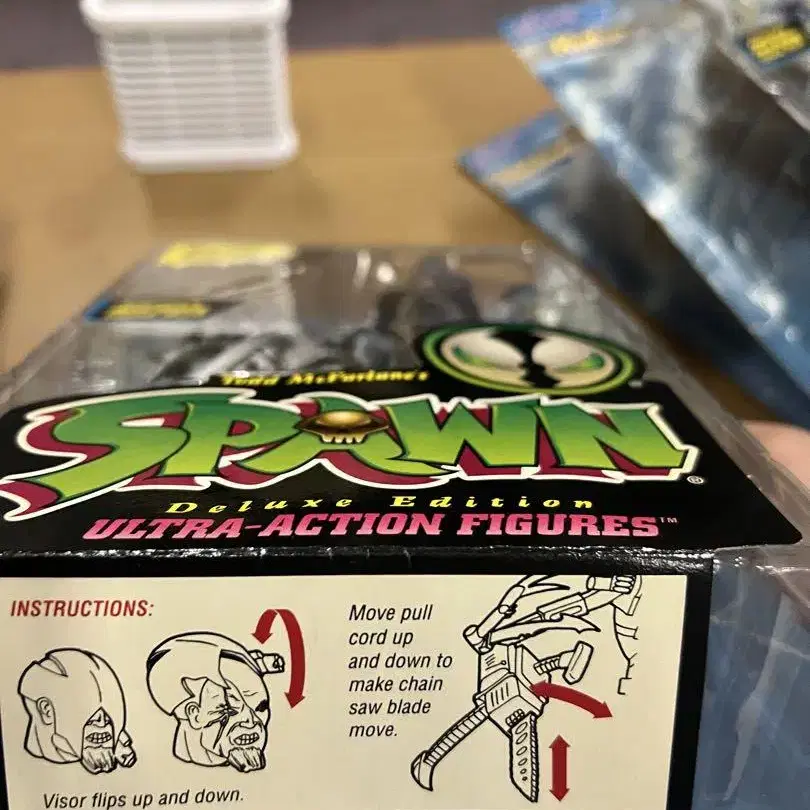 Todd McFarlane's
SPAWN®
Deluxe Edition
ULTRA-ACTION FIGURES™
INSTRUCTIONS:
Visor flips up and down.
Move pull
cord up
and down to
make chain
saw blade
move.